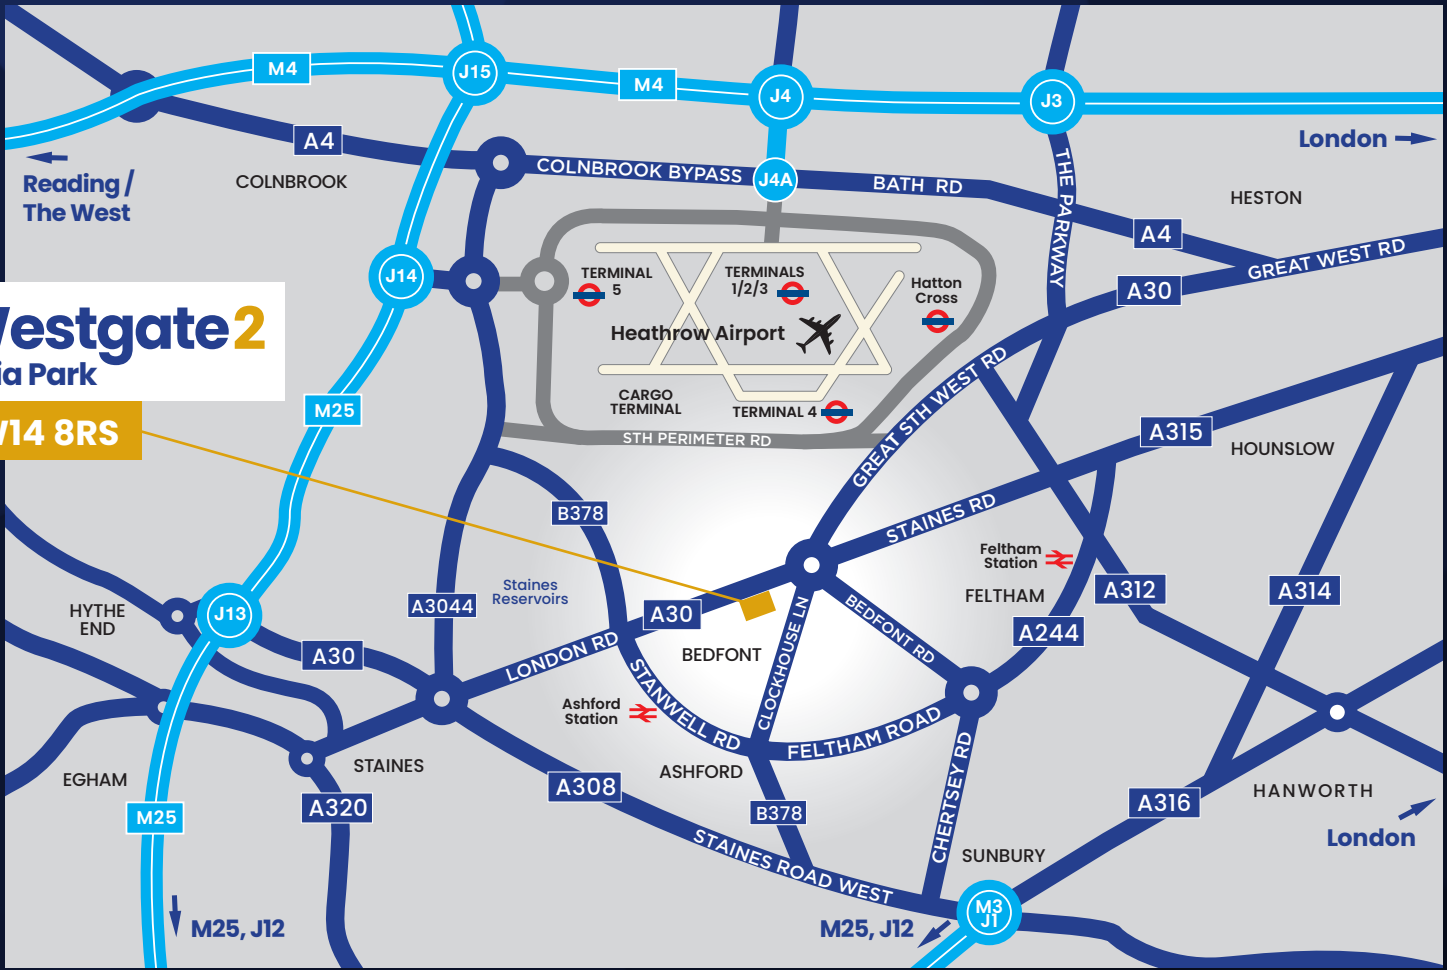 M4
J15
M4
J4
J3
A4
London
COLNBROOK
Reading /
The West
COLNBROOK BYPASS
J4A
BATH RD
THE PARKWAY
HESTON
A4
GREAT WEST RD
A30
J14
TERMINAL
5
TERMINALS
1/2/3
Hatton
Cross
Heathrow Airport
CARGO
TERMINAL
TERMINAL 4
STH PERIMETER RD
Westgate2
ia Park
14 8RS
M25
GREAT STH WEST RD
A315
HOUNSLOW
STAINES RD
B378
Staines
Reservoirs
Feltham
Station
FELTHAM
A312
A314
A244
HYTHE
END
J13
A30
A3044
A30
LONDON RD
BEDFONT
CLOCKHOUSE LN
BEDFONT RD
Ashford
Station
STANWELL RD
FELTHAM ROAD
ASHFORD
CHERTSEY RD
EGHAM
STAINES
A320
A308
B378
M25
STAINES ROAD WEST
SUNBURY
A316
HANWORTH
London
M3
J1
M25, J12
M25, J12